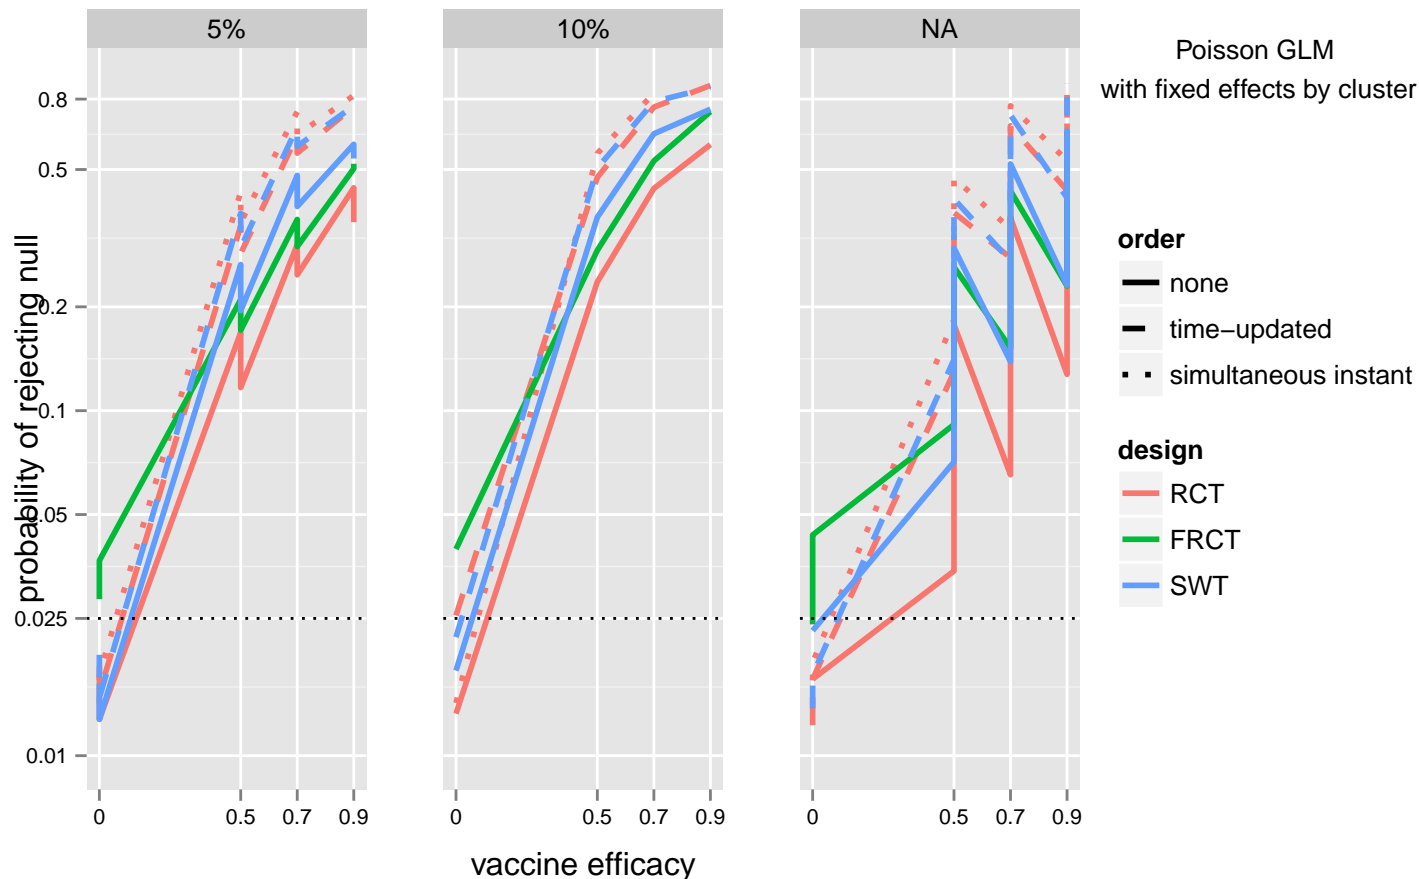 5%
10%
NA
Poisson GLM
with fixed effects by cluster
probability of rejecting null
0.8
0.5
0.2
0.1
0.05
0.025
0.01
0 0.5 0.7 0.9
0 0.5 0.7 0.9
0 0.5 0.7 0.9
vaccine efficacy
order
none
time−updated
simultaneous instant
design
RCT
FRCT
SWT